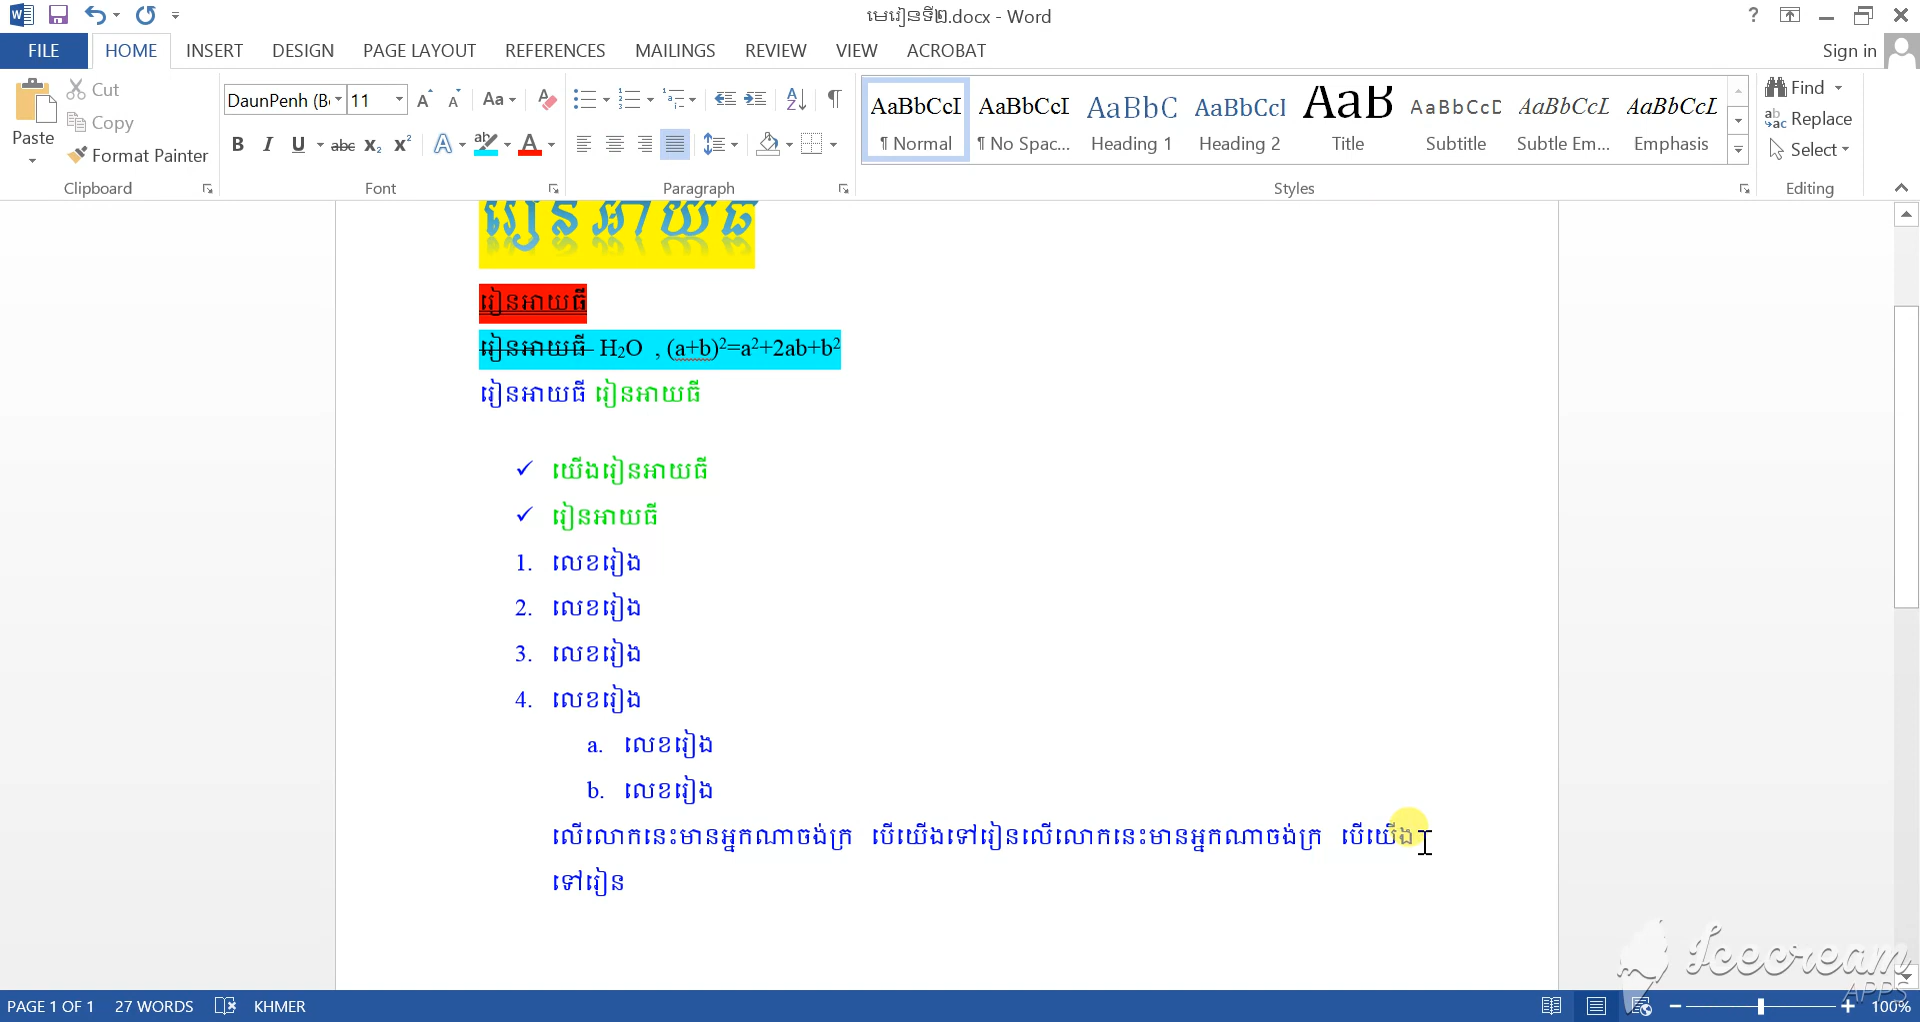 មេរៀនទី២.docx - Word
FILE HOME INSERT DESIGN PAGE LAYOUT REFERENCES MAILINGS REVIEW VIEW ACROBAT Sign in
Cut
Copy
Paste
Format Painter
Clipboard
DaunPenh (B 11
Font
Paragraph
AaBbCcI AaBbCcI AaBbC AaBbCcI AaB AaBbCcD AaBbCcL AaBbCcL
¶ Normal ¶ No Spac... Heading 1 Heading 2 Title Subtitle Subtle Em... Emphasis
Styles
Find
Replace
Select
Editing
រៀនអាយធី
រៀនអាយធី
រៀនអាយធី H₂O , (a+b)²=a²+2ab+b²
រៀនអាយធី រៀនអាយធី
✓ យើងរៀនអាយធី
✓ រៀនអាយធី
1. លេខរៀង
2. លេខរៀង
3. លេខរៀង
4. លេខរៀង
a. លេខរៀង
b. លេខរៀង
លើលោកនេះមានអ្នកណាចង់ក្រ បើយើងទៅរៀនលើលោកនេះមានអ្នកណាចង់ក្រ បើយើង
ទៅរៀន
Icecream
APPS
PAGE 1 OF 1 27 WORDS KHMER 100%